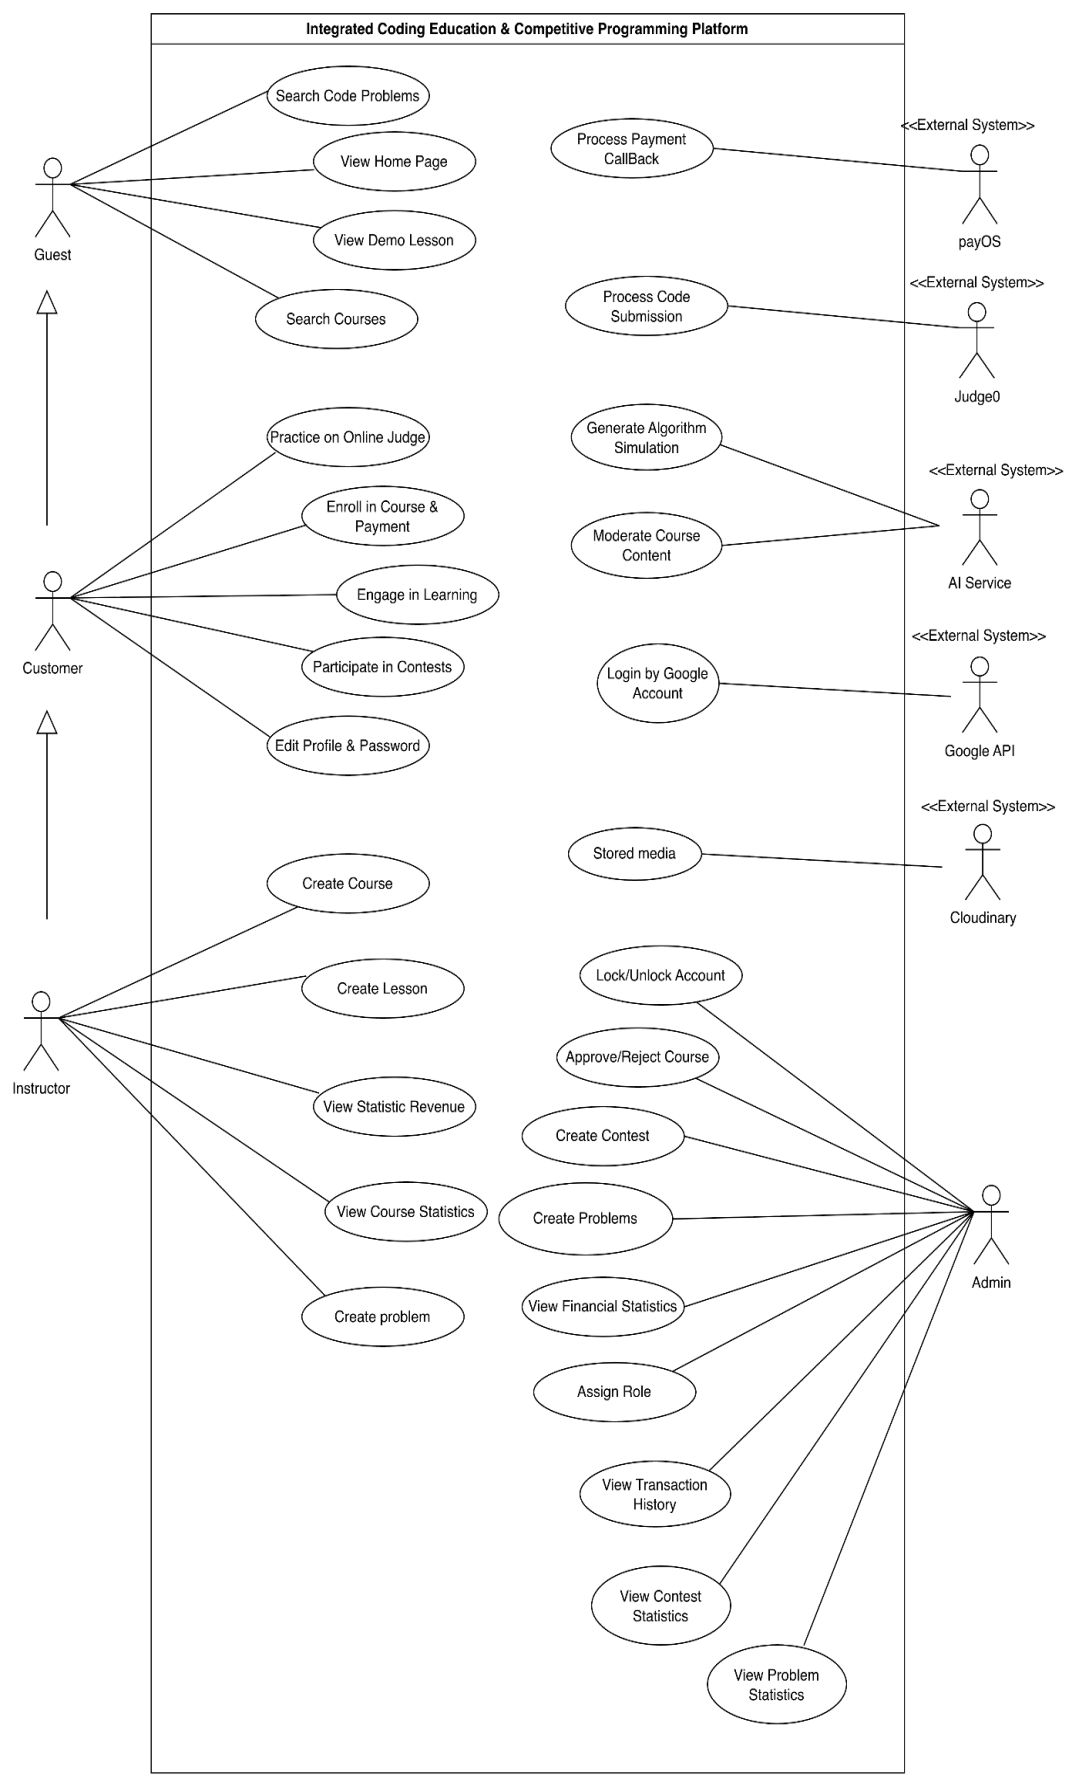 Integrated Coding Education & Competitive Programming Platform
Search Code Problems
View Home Page
View Demo Lesson
Search Courses
Guest
Practice on Online Judge
Enroll in Course &
Payment
Engage in Learning
Participate in Contests
Edit Profile & Password
Customer
Create Course
Create Lesson
View Statistic Revenue
View Course Statistics
Create problem
Instructor
Process Payment
CallBack
<<External System>>
payOS
Process Code
Submission
<<External System>>
Judge0
Generate Algorithm
Simulation
Moderate Course
Content
<<External System>>
AI Service
Login by Google
Account
<<External System>>
Google API
Stored media
<<External System>>
Cloudinary
Lock/Unlock Account
Approve/Reject Course
Create Contest
Create Problems
View Financial Statistics
Assign Role
View Transaction
History
View Contest
Statistics
View Problem
Statistics
Admin